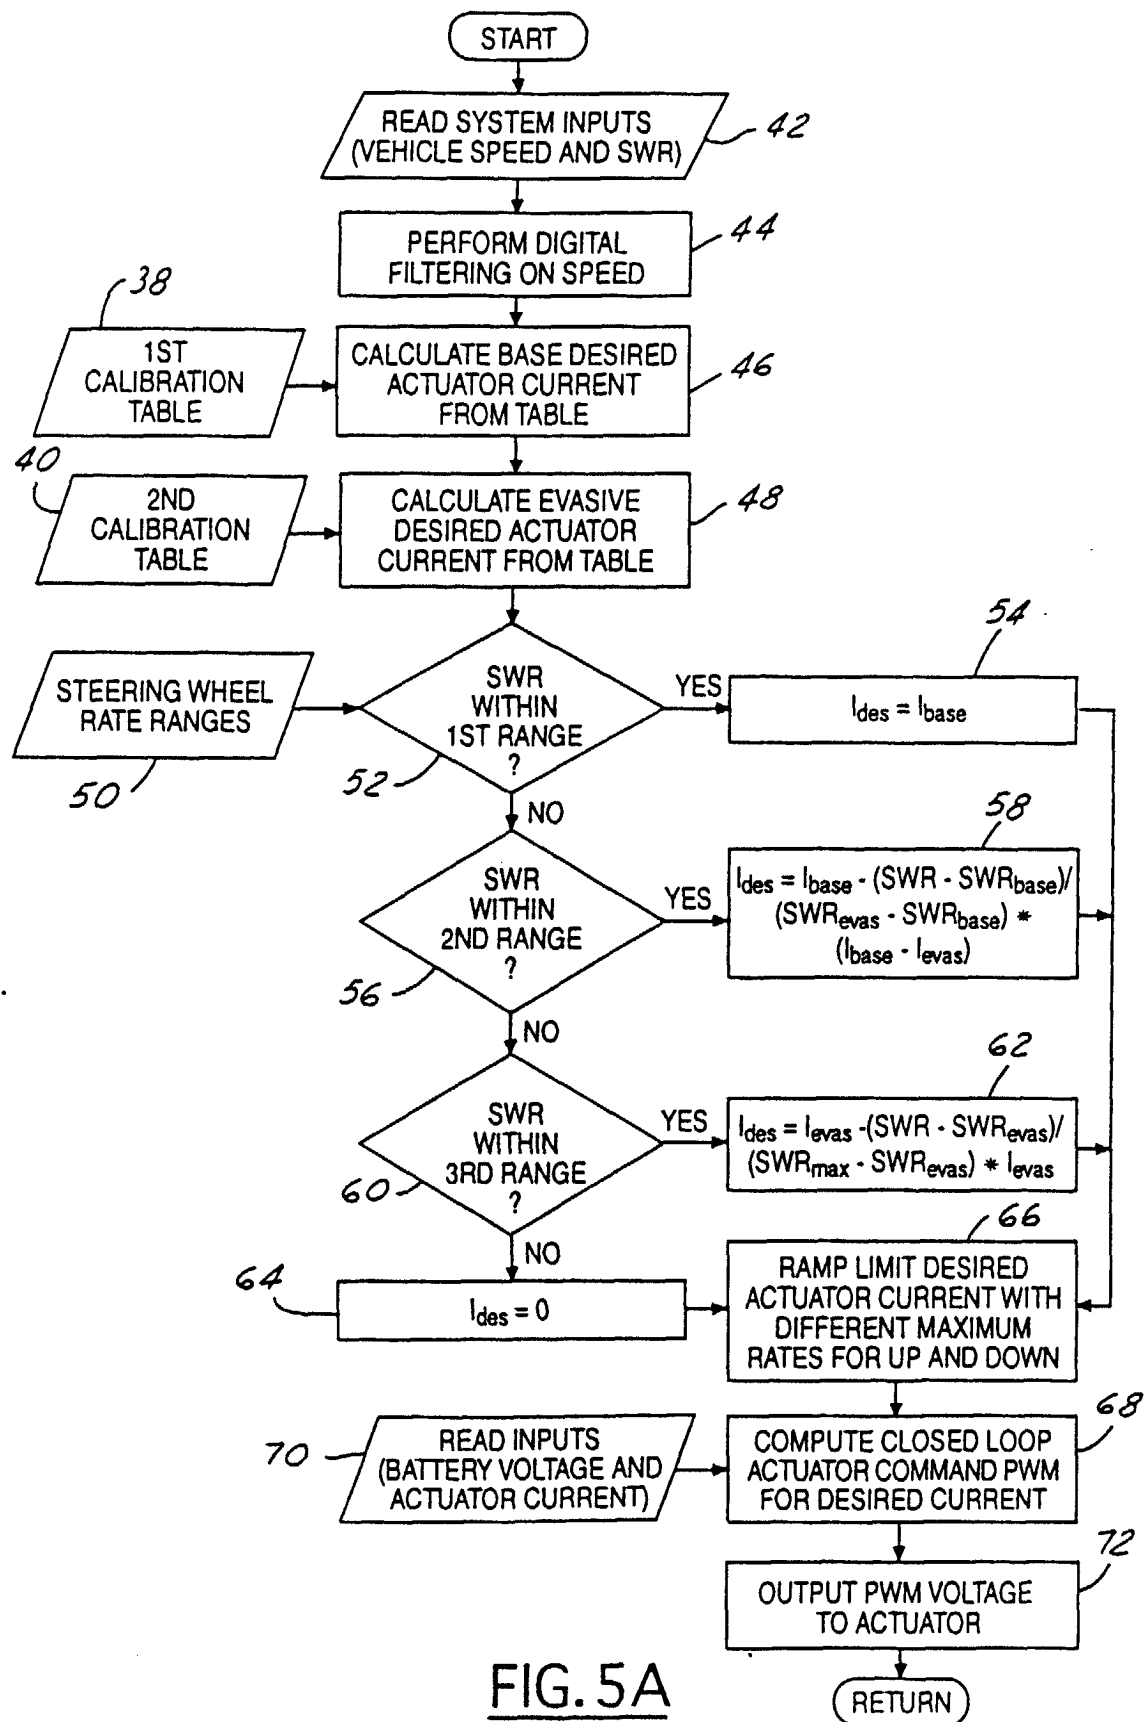 START
READ SYSTEM INPUTS
(VEHICLE SPEED AND SWR)
42
PERFORM DIGITAL
FILTERING ON SPEED
44
38
1ST
CALIBRATION
TABLE
CALCULATE BASE DESIRED
ACTUATOR CURRENT
FROM TABLE
46
40
2ND
CALIBRATION
TABLE
CALCULATE EVASIVE
DESIRED ACTUATOR
CURRENT FROM TABLE
48
STEERING WHEEL
RATE RANGES
50
SWR
WITHIN
1ST RANGE
?
52
YES
54
Ides = Ibase
NO
SWR
WITHIN
2ND RANGE
?
56
YES
58
Ides = Ibase - (SWR - SWRbase)/
(SWRevas - SWRbase) *
(Ibase - Ievas)
NO
SWR
WITHIN
3RD RANGE
?
60
YES
62
Ides = Ievas -(SWR - SWRevas)/
(SWRmax - SWRevas) * Ievas
NO
64
Ides = 0
66
RAMP LIMIT DESIRED
ACTUATOR CURRENT WITH
DIFFERENT MAXIMUM
RATES FOR UP AND DOWN
70
READ INPUTS
(BATTERY VOLTAGE AND
ACTUATOR CURRENT)
68
COMPUTE CLOSED LOOP
ACTUATOR COMMAND PWM
FOR DESIRED CURRENT
72
OUTPUT PWM VOLTAGE
TO ACTUATOR
RETURN
FIG. 5A